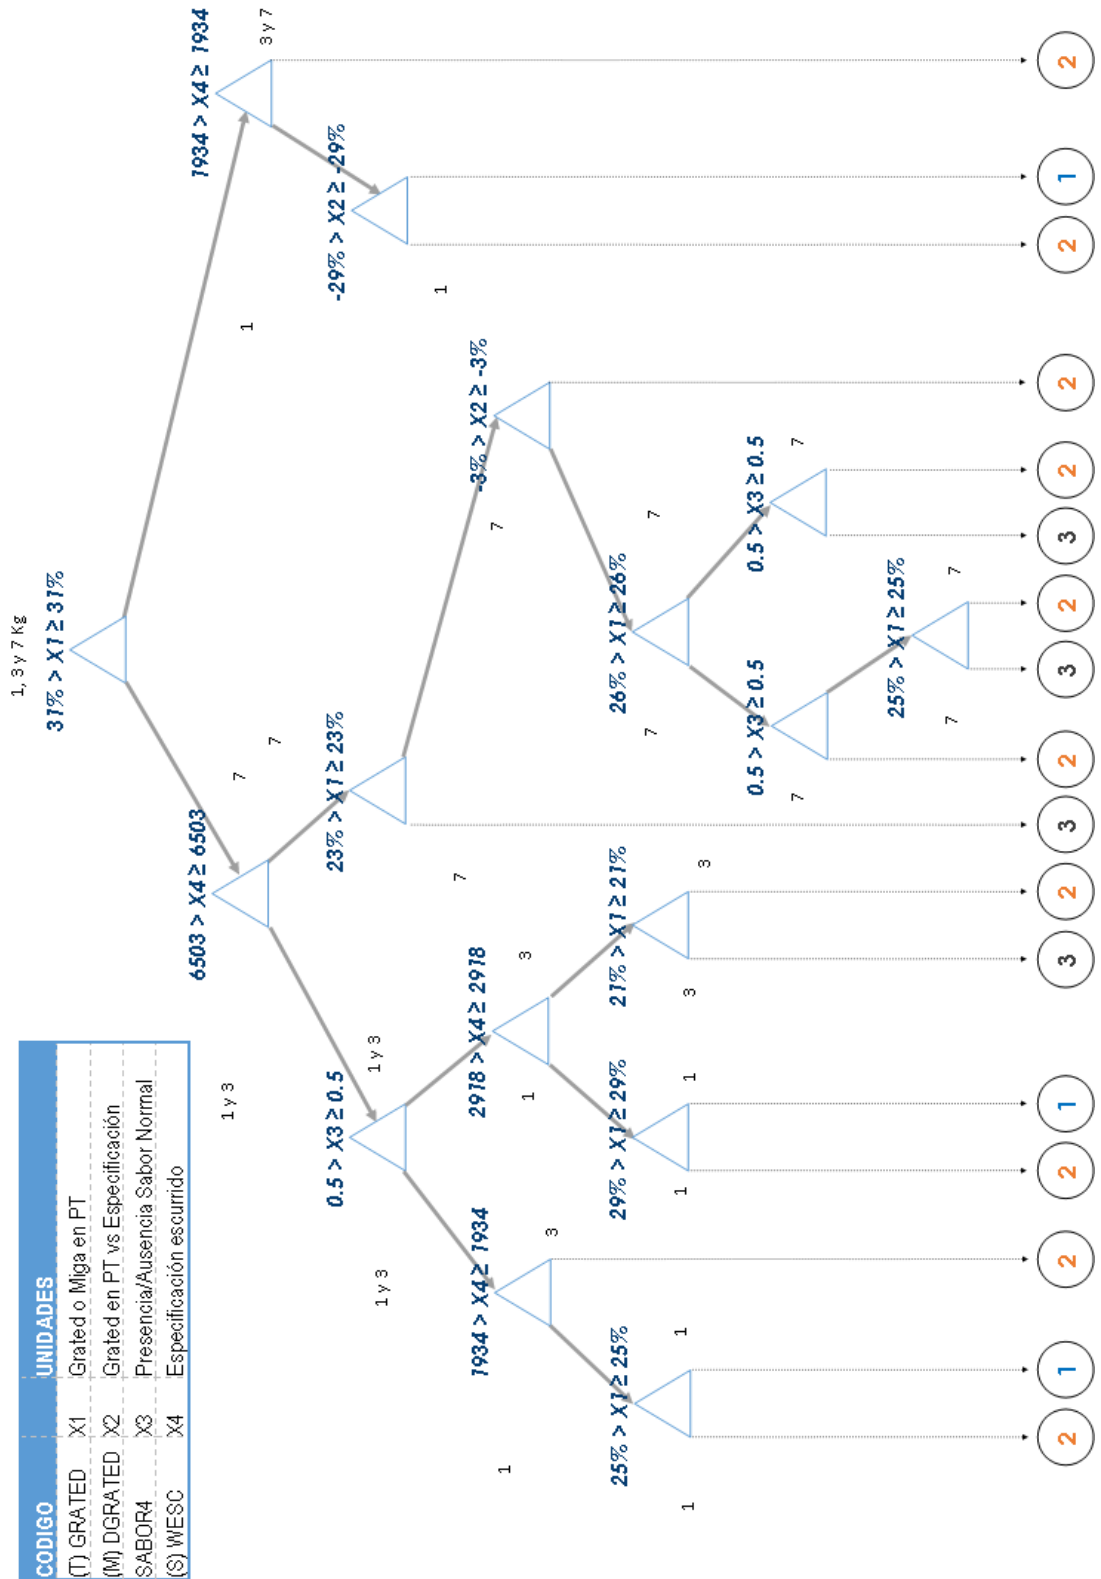 CODIGO UNIDADES
(T) GRATED X1 Grated o Miga en PT
(M) DGRATED X2 Grated en PT vs Especificación
SABOR4 X3 Presencia/Ausencia Sabor Normal
(S) WESC X4 Especificación escurrido
1, 3 y 7 Kg
31% > X1 ≥ 31%
1 y 3
7
7
1
6503 > X4 ≥ 6503
1934 > X4 ≥ 1934
3 y 7
1 y 3
1 y 3
0.5 > X3 ≥ 0.5
23% > X1 ≥ 23%
-29% > X2 ≥ -29%
1
7
7
1934 > X4 ≥ 1934
2918 > X4 ≥ 2918
-3% > X2 ≥ -3%
1
3
1
3
7
7
25% > X1 ≥ 25%
29% > X1 ≥ 29%
21% > X1 ≥ 21%
26% > X1 ≥ 26%
1
1
1
1
3
3
0.5 > X3 ≥ 0.5
0.5 > X3 ≥ 0.5
7
7
25% > X1 ≥ 25%
7
7
2 1 2 2 1 3 2 3 2 3 2 3 2 2 2 1 2